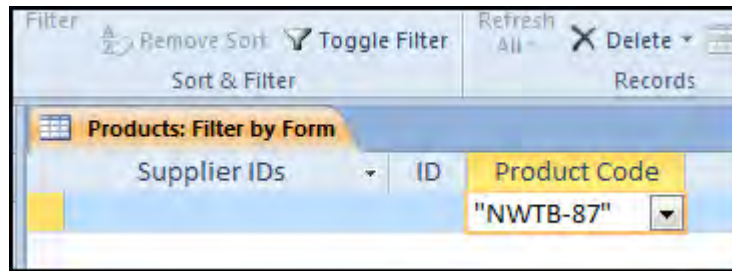 Filter Remove Sort Toggle Filter Refresh All Delete
Sort & Filter Records
Products: Filter by Form
Supplier IDs ID Product Code
"NWTB-87"